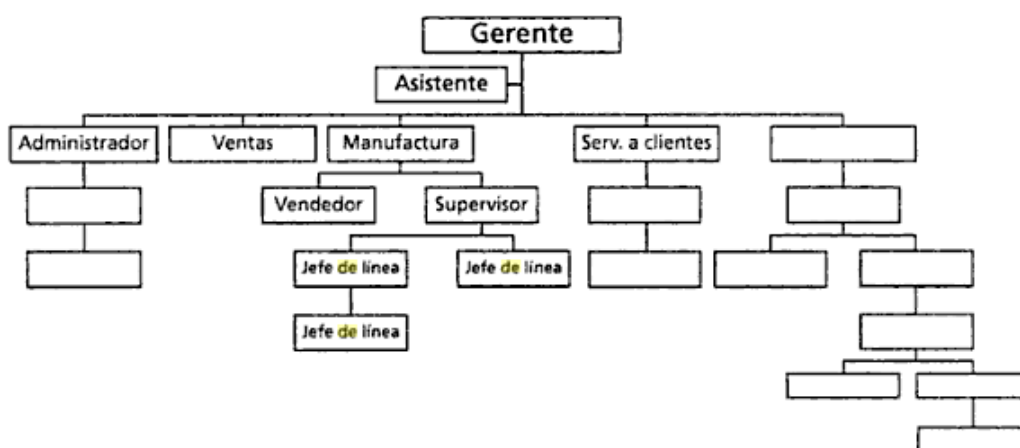 Gerente
Asistente
Administrador
Ventas
Manufactura
Serv. a clientes
Vendedor
Supervisor
Jefe de línea
Jefe de línea
Jefe de línea